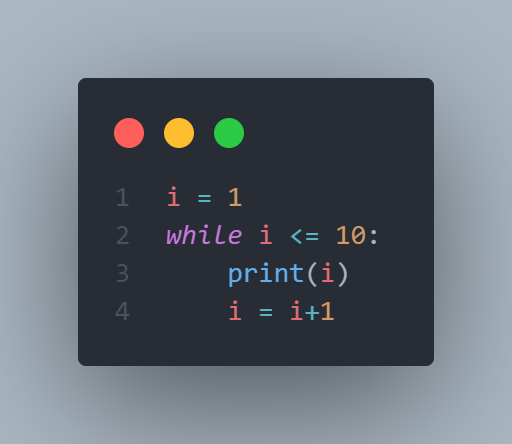 1 i = 1
2 while i <= 10:
3     print(i)
4     i = i+1